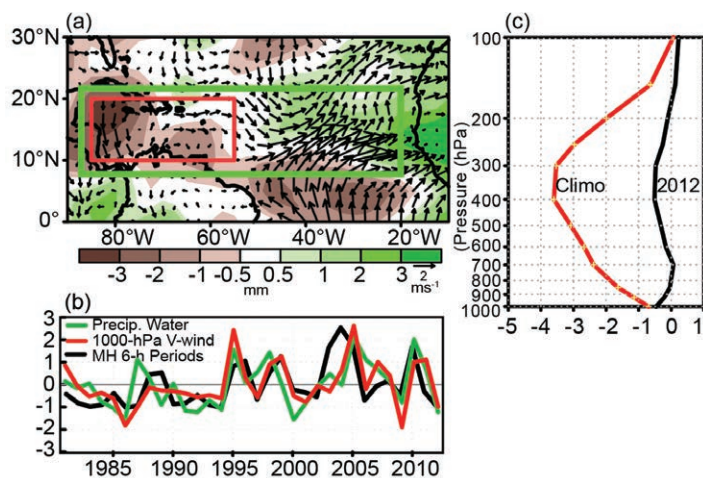 (a)
30°N
20°N
10°N
0°
80°W 60°W 40°W 20°W
-3 -2 -1 -0.5 0.5 1 2 3
mm
2
ms⁻¹
(b)
3
2
1
0
-1
-2
-3
Precip. Water
1000-hPa V-wind
MH 6-h Periods
1985 1990 1995 2000 2005 2010
(c)
(Pressure (hPa)
100
200
300
400
500
600
700
800
900
1000
Climo
2012
-5 -4 -3 -2 -1 0 1